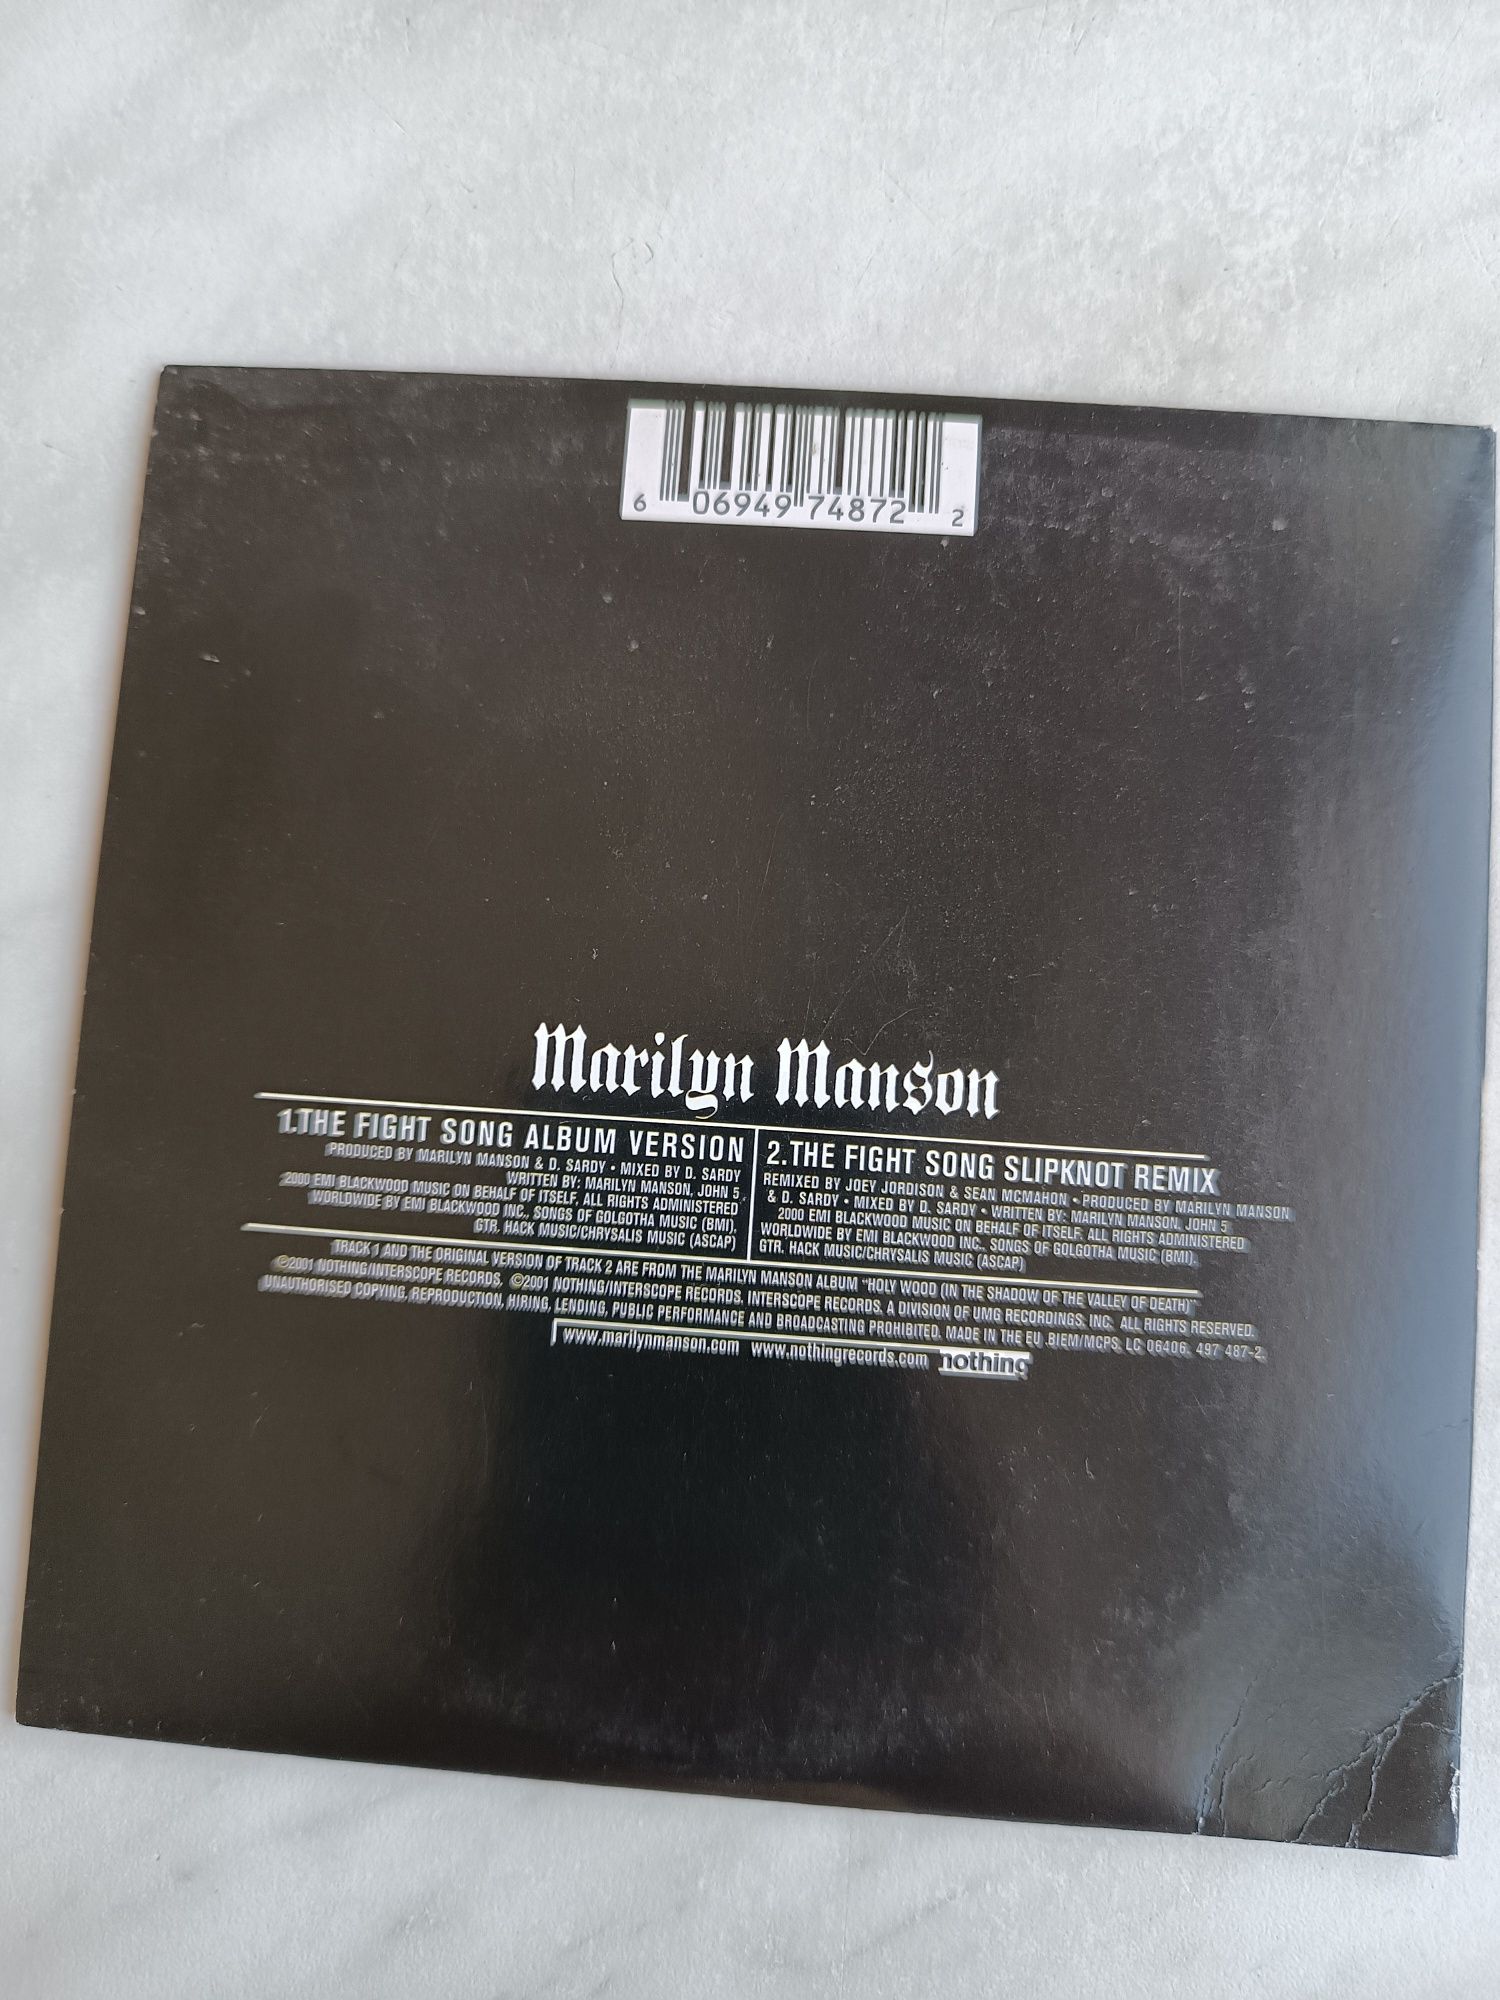 6 06949 74872 2
Marilyn Manson
1.THE FIGHT SONG ALBUM VERSION
PRODUCED BY MARILYN MANSON & D. SARDY • MIXED BY D. SARDY
WRITTEN BY: MARILYN MANSON, JOHN 5
2000 EMI BLACKWOOD MUSIC ON BEHALF OF ITSELF, ALL RIGHTS ADMINISTERED
WORLDWIDE BY EMI BLACKWOOD INC., SONGS OF GOLGOTHA MUSIC (BMI),
GTR. HACK MUSIC/CHRYSALIS MUSIC (ASCAP)
2.THE FIGHT SONG SLIPKNOT REMIX
REMIXED BY JOEY JORDISON & SEAN MCMAHON • PRODUCED BY MARILYN MANSON
& D. SARDY • MIXED BY D. SARDY • WRITTEN BY: MARILYN MANSON, JOHN 5
2000 EMI BLACKWOOD MUSIC ON BEHALF OF ITSELF, ALL RIGHTS ADMINISTERED
WORLDWIDE BY EMI BLACKWOOD INC., SONGS OF GOLGOTHA MUSIC (BMI),
GTR. HACK MUSIC/CHRYSALIS MUSIC (ASCAP)
TRACK 1 AND THE ORIGINAL VERSION OF TRACK 2 ARE FROM THE MARILYN MANSON ALBUM "HOLY WOOD (IN THE SHADOW OF THE VALLEY OF DEATH)"
℗2001 NOTHING/INTERSCOPE RECORDS. ©2001 NOTHING/INTERSCOPE RECORDS. INTERSCOPE RECORDS, A DIVISION OF UMG RECORDINGS, INC. ALL RIGHTS RESERVED.
UNAUTHORISED COPYING, REPRODUCTION, HIRING, LENDING, PUBLIC PERFORMANCE AND BROADCASTING PROHIBITED. MADE IN THE EU .BIEM/MCPS. LC 06406. 497 487-2.
www.marilynmanson.com www.nothingrecords.com nothing